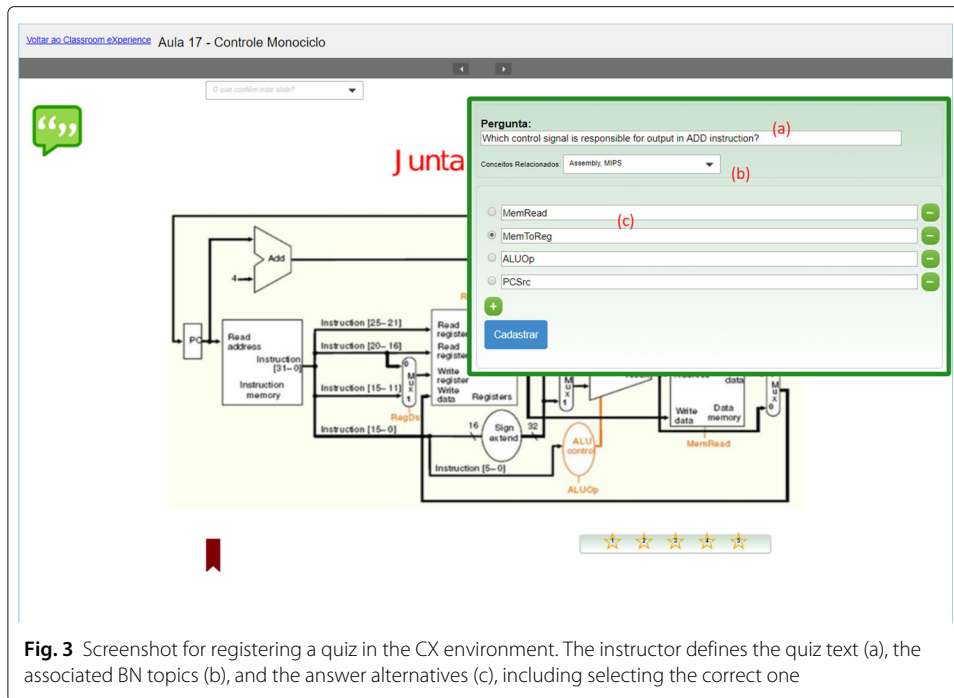 Voltar ao Classroom eXperience Aula 17 - Controle Monociclo
O que contém este slide?
Pergunta:
Which control signal is responsible for output in ADD instruction?
(a)
Conceitos Relacionados: Assembly, MIPS
(b)
MemRead
(c)
MemToReg
ALUOp
PCSrc
Cadastrar
Junta
Add
4
PC
Read
address
Instruction
[31–0]
Instruction
memory
Instruction [25–21]
Instruction [20–16]
Instruction [15–11]
Instruction [15–0]
Instruction [5–0]
0
M
u
x
1
RegDs
Read
register
Read
register
Write
register
Write
data
Registers
16
Sign
extend
32
M
u
x
1
ALU
control
ALUOp
data
Write
data
Data
memory
MemRead
x
0
1
2
3
4
5
Fig. 3 Screenshot for registering a quiz in the CX environment. The instructor defines the quiz text (a), the
associated BN topics (b), and the answer alternatives (c), including selecting the correct one